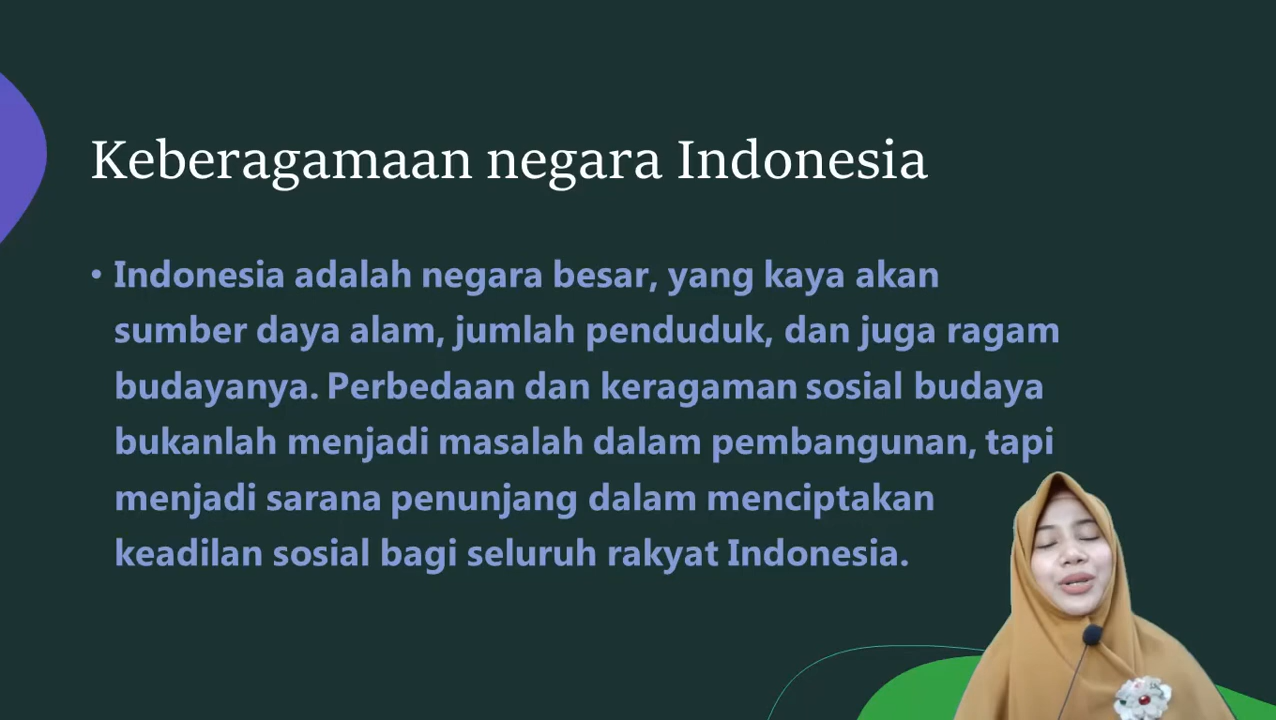 Keberagamaan negara Indonesia
• Indonesia adalah negara besar, yang kaya akan
sumber daya alam, jumlah penduduk, dan juga ragam
budayanya. Perbedaan dan keragaman sosial budaya
bukanlah menjadi masalah dalam pembangunan, tapi
menjadi sarana penunjang dalam menciptakan
keadilan sosial bagi seluruh rakyat Indonesia.